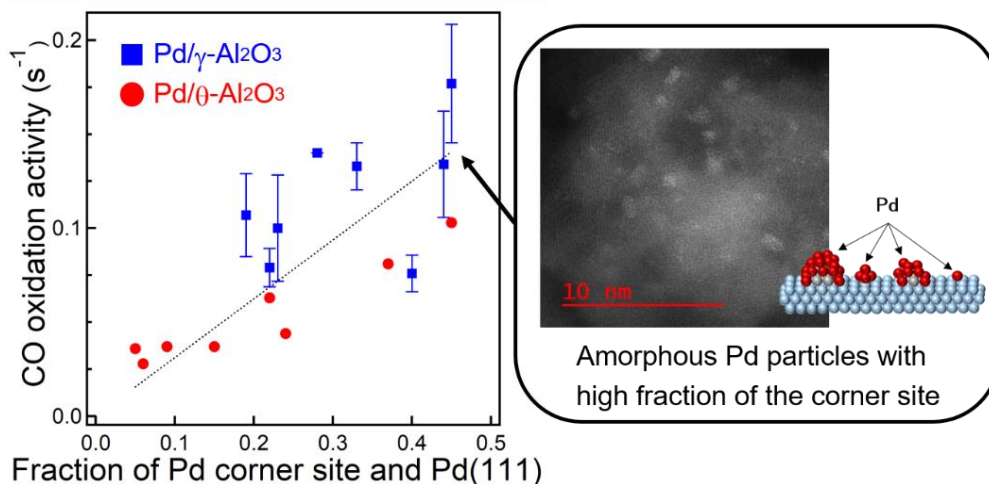 CO oxidation activity (s⁻¹)
0.2
0.1
0.0
Pd/γ-Al2O3
Pd/θ-Al2O3
0.0 0.1 0.2 0.3 0.4 0.5
Fraction of Pd corner site and Pd(111)
10 nm
Pd
Amorphous Pd particles with
high fraction of the corner site